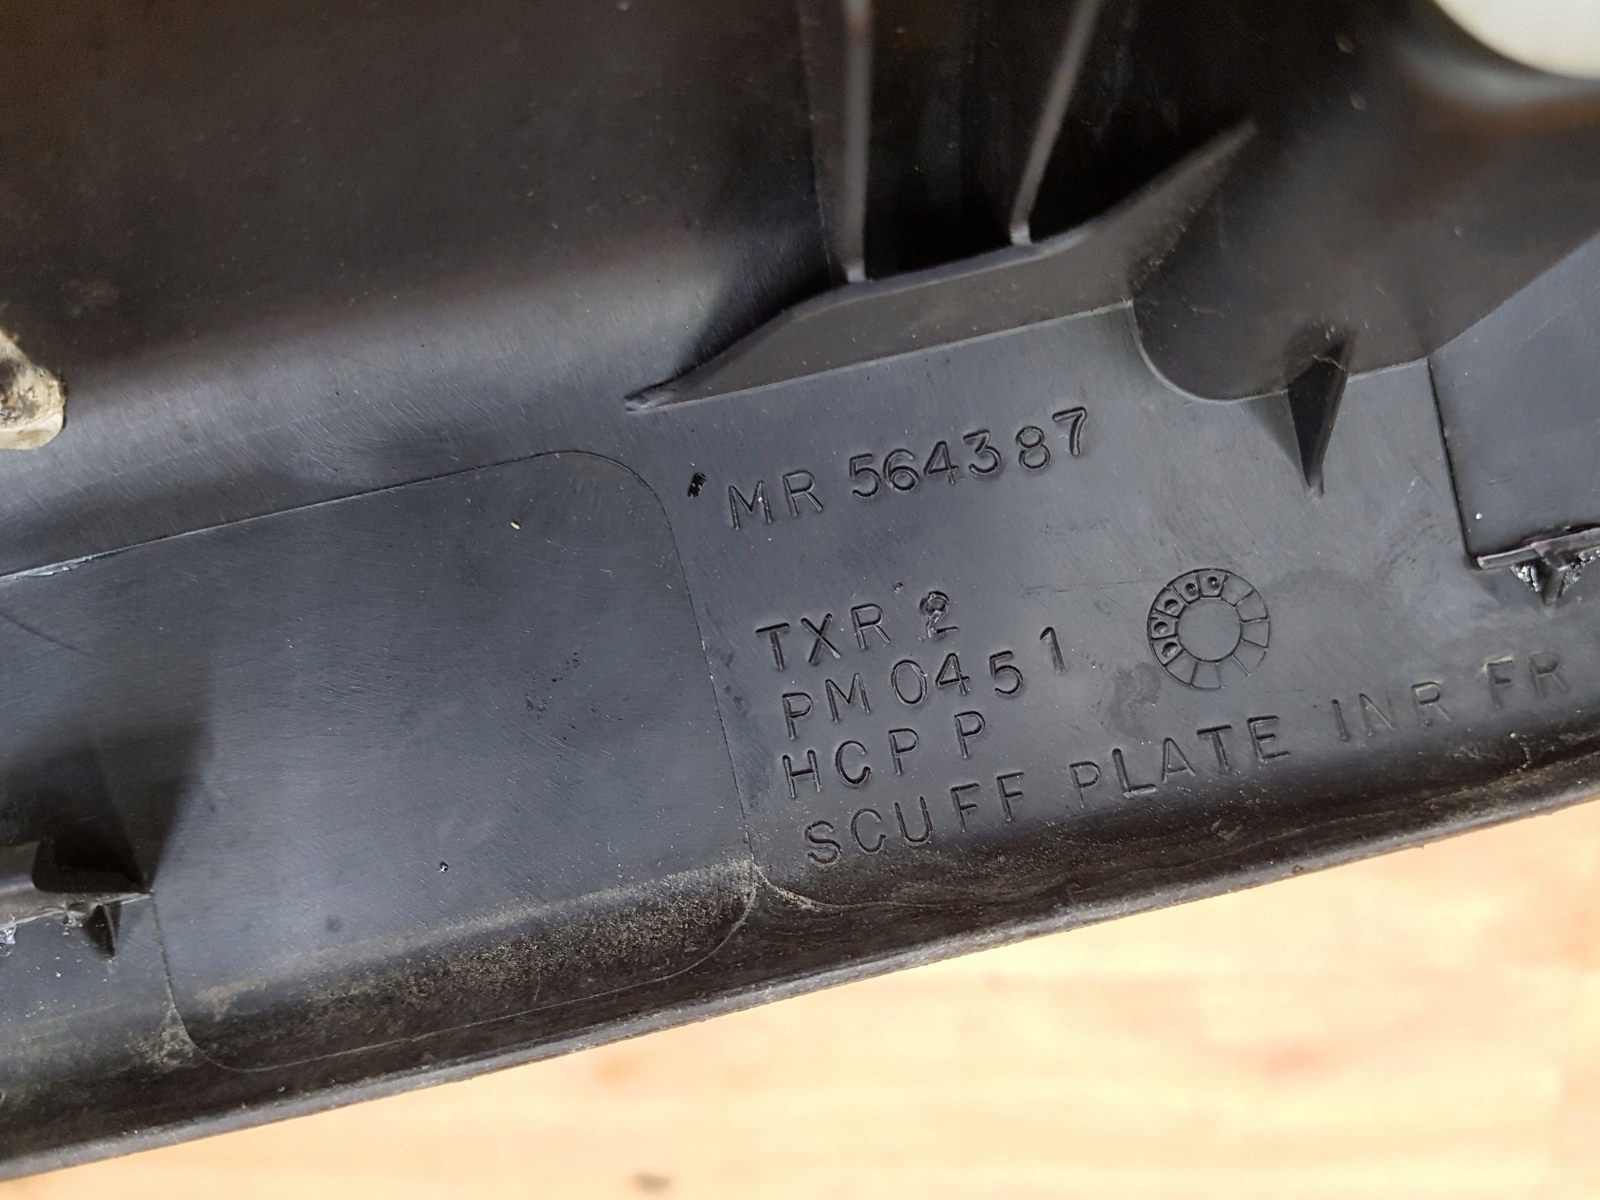 MR 564387
TXR 2
PM 0451
HCPP
SCUFF PLATE INR FR